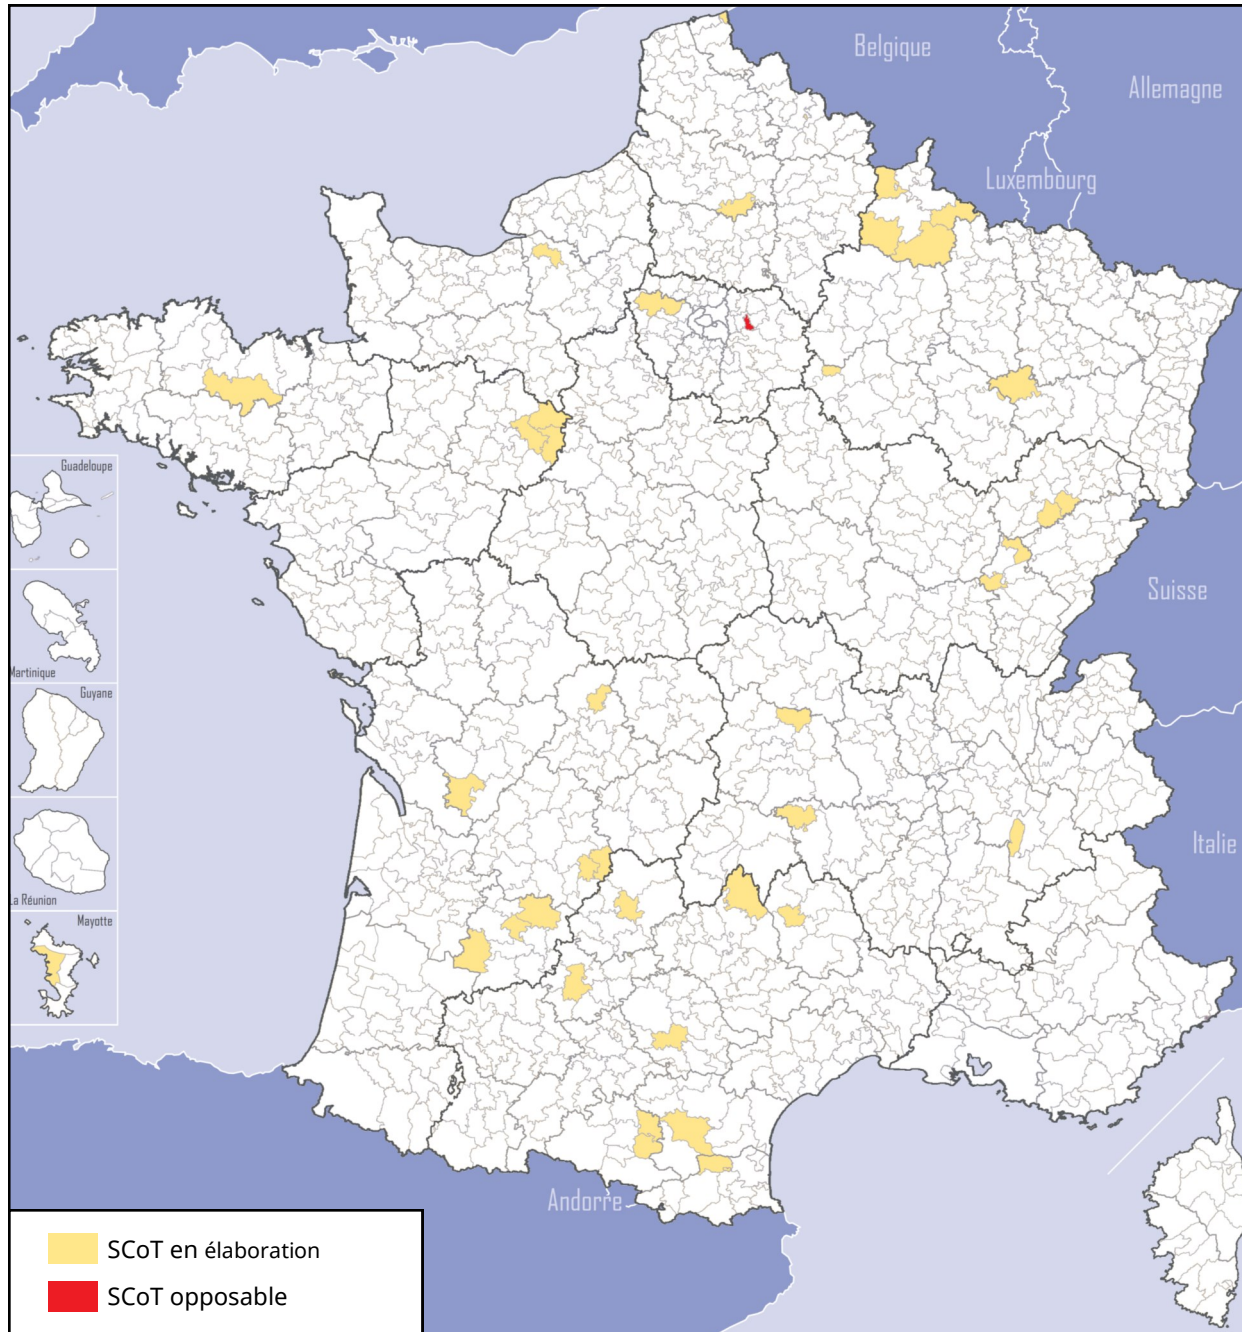 Belgique
Allemagne
Luxembourg
Guadeloupe
Martinique
Guyane
La Réunion
Mayotte
Suisse
Italie
Andorre
SCoT en élaboration
SCoT opposable